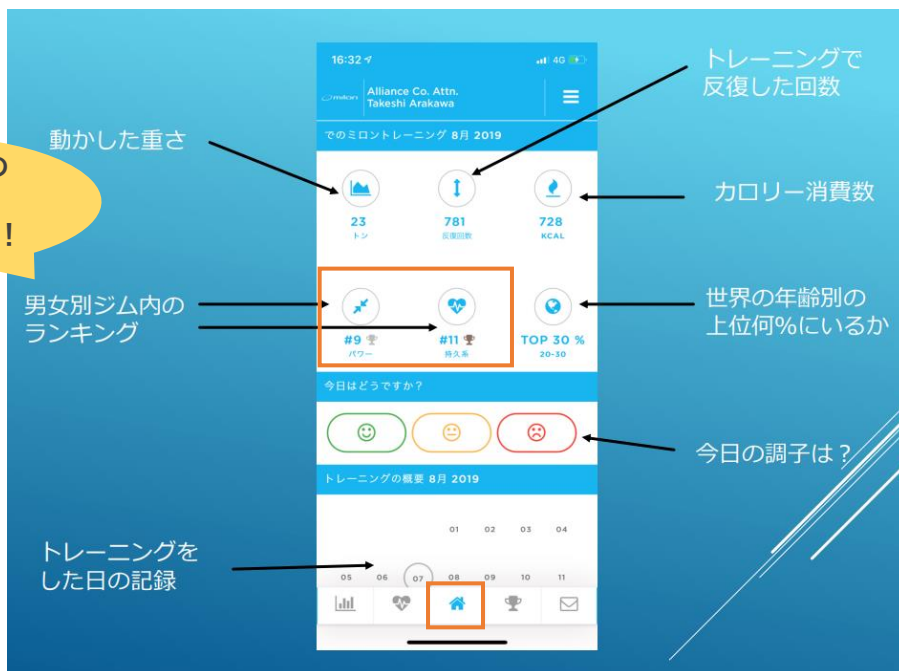 16:32
4G
milon
Alliance Co. Attn.
Takeshi Arakawa
でのミロントレーニング 8月 2019
23
トン
781
反復回数
728
KCAL
#9
パワー
#11
持久系
TOP 30 %
20-30
今日はどうですか?
トレーニングの概要 8月 2019
01 02 03 04
05 06 07 08 09 10 11
動かした重さ
の
!
男女別ジム内の
ランキング
トレーニングを
した日の記録
トレーニングで
反復した回数
カロリー消費数
世界の年齢別の
上位何%にいるか
今日の調子は?